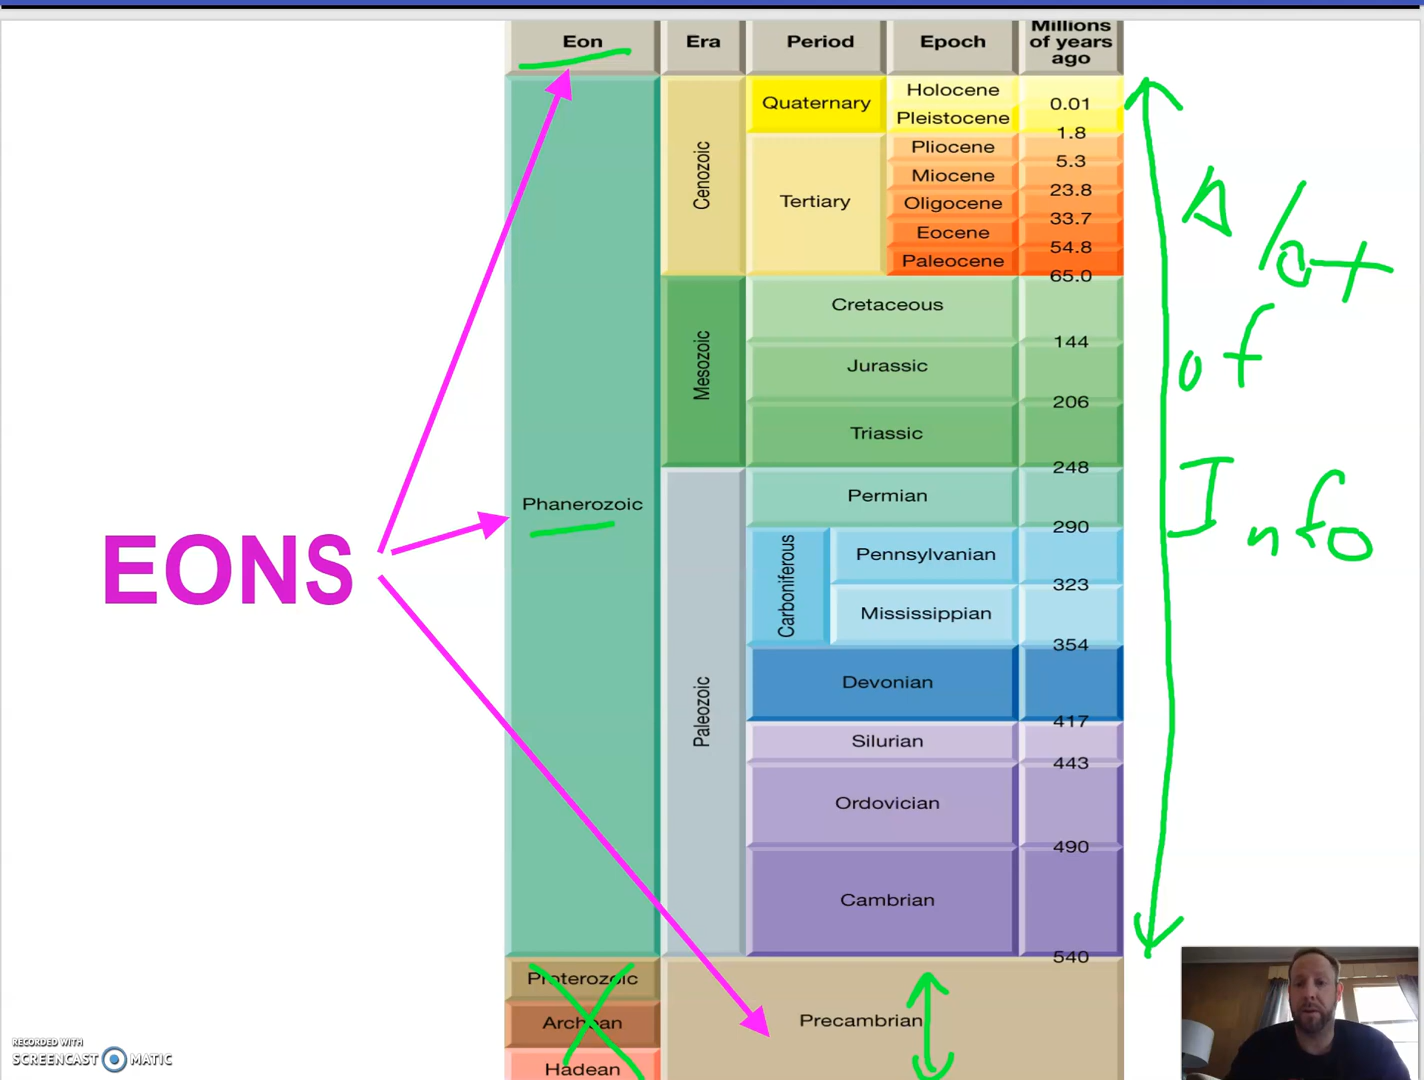 Eon Era Period Epoch Millions of years ago
Quaternary Holocene 0.01
Pleistocene 1.8
Cenozoic
Tertiary
Pliocene 5.3
Miocene 23.8
Oligocene 33.7
Eocene 54.8
Paleocene 65.0
Mesozoic
Cretaceous 144
Jurassic 206
Triassic 248
Phanerozoic
Paleozoic
Permian 290
Carboniferous
Pennsylvanian 323
Mississippian 354
Devonian 417
Silurian 443
Ordovician 490
Cambrian 540
Proterozoic
Archean
Hadean
Precambrian
EONS
A lot
of
Info
RECORDED WITH
SCREENCAST MATIC